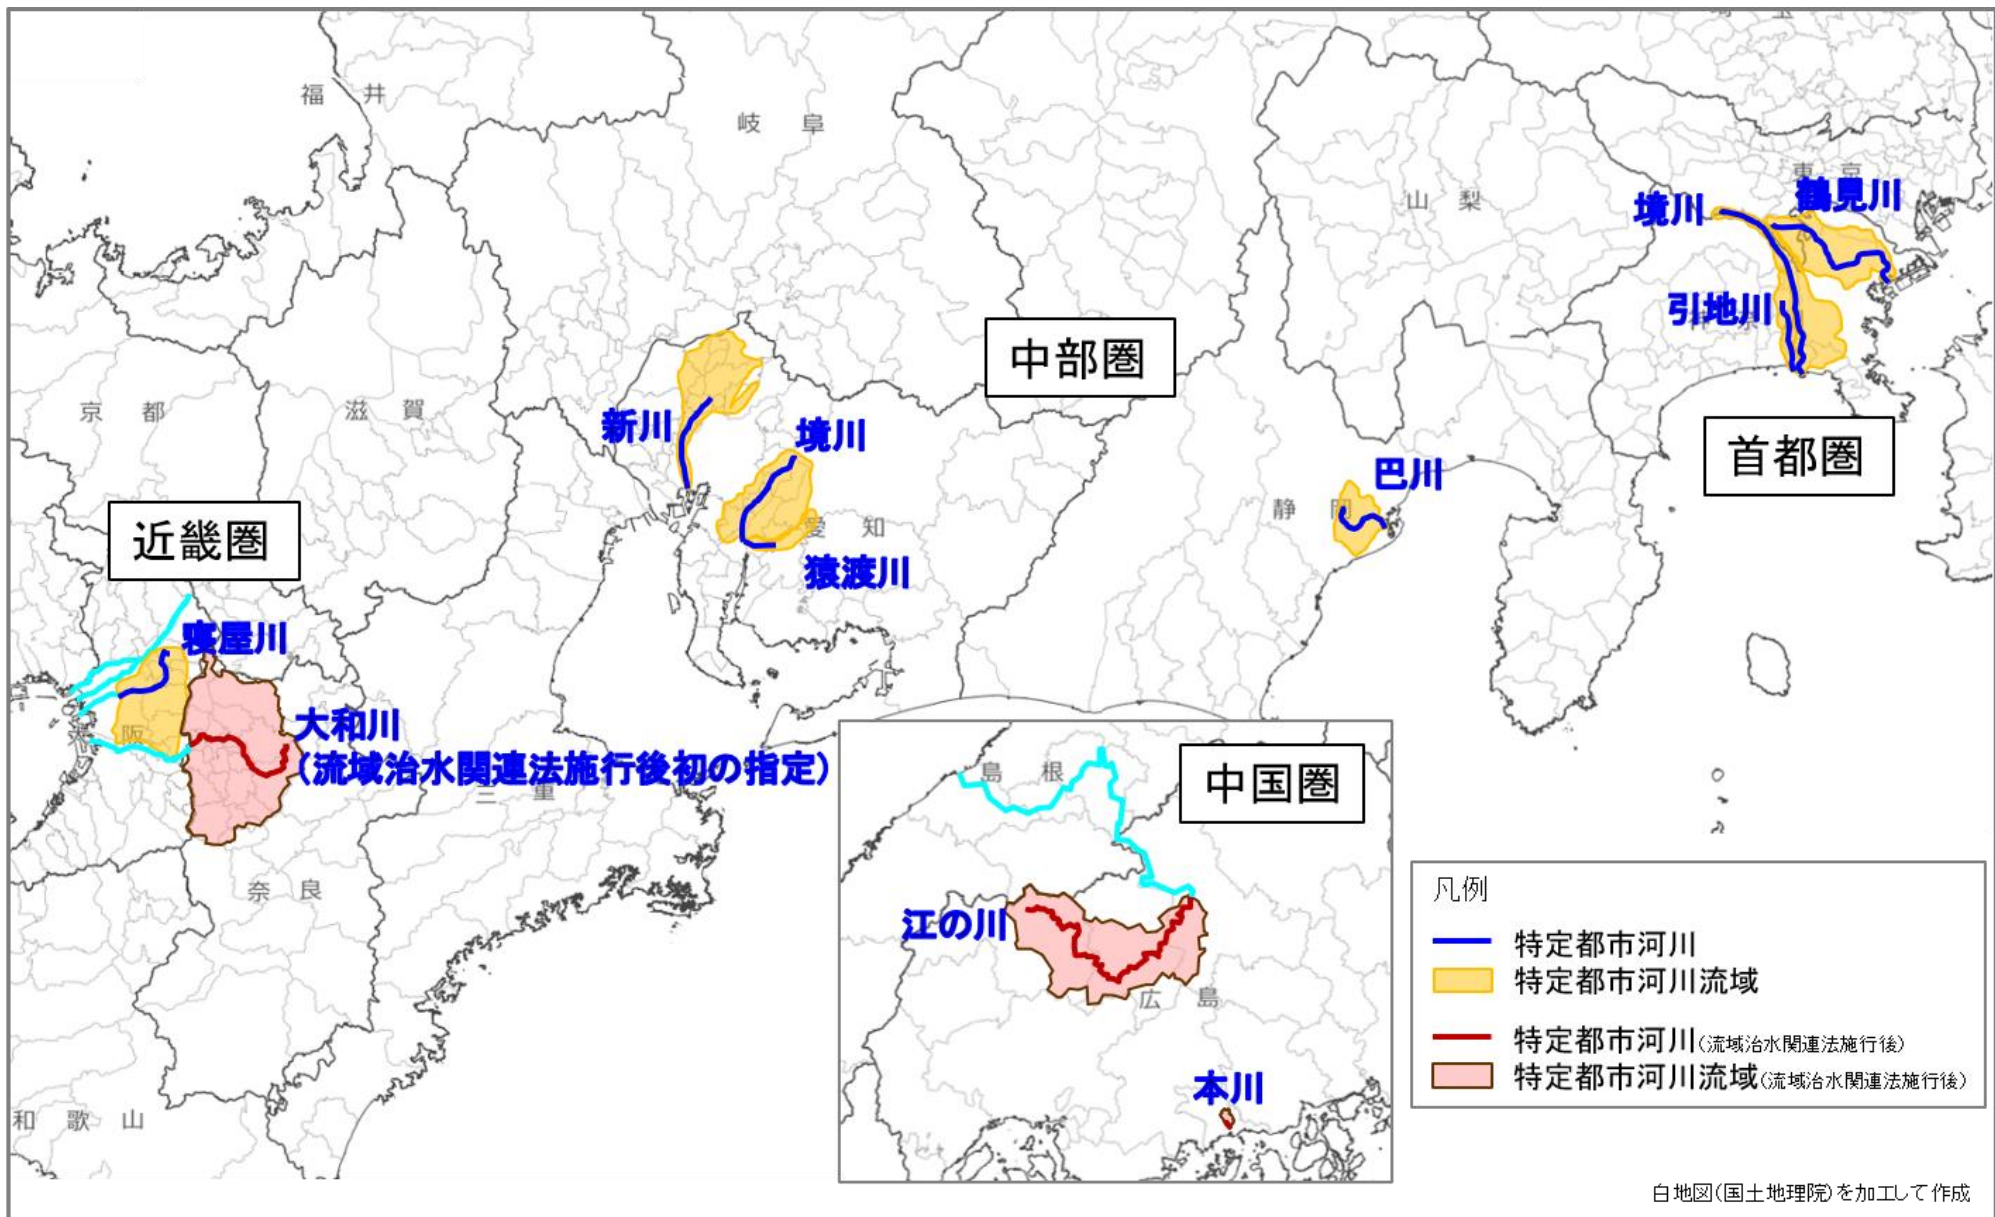 福井
岐阜
東京
鶴見川
境川
山梨
引地川
神奈
中部圏
京都
滋賀
新川
境川
首都圏
巴川
静岡
愛知
近畿圏
猿渡川
寝屋川
大和川
(流域治水関連法施行後初の指定)
阪
三重
奈良
和歌山
島根
中国圏
江の川
広島
本川
凡例
特定都市河川
特定都市河川流域
特定都市河川(流域治水関連法施行後)
特定都市河川流域(流域治水関連法施行後)
白地図(国土地理院)を加工して作成